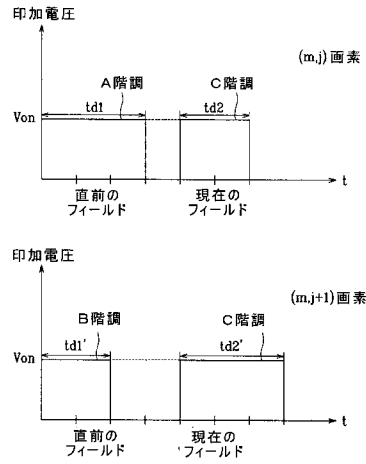 印加電圧
(m,j) 画素
A階調
C階調
td1
td2
Von
t
直前の
フィールド
現在の
フィールド
印加電圧
(m,j+1) 画素
B階調
C階調
td1'
td2'
Von
t
直前の
フィールド
現在の
フィールド